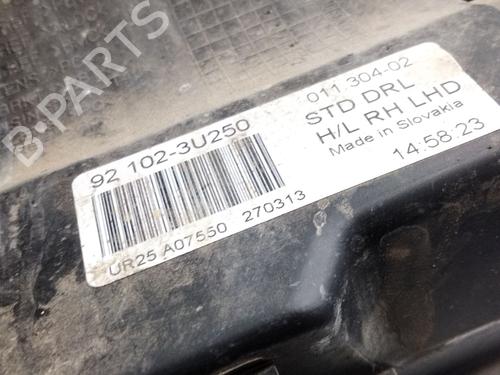 B-PARTS
92 102-3U250
UR25 A07550 270313
011.304-02
STD DRL
H/L RH LHD
Made in Slovakia
14:58:23